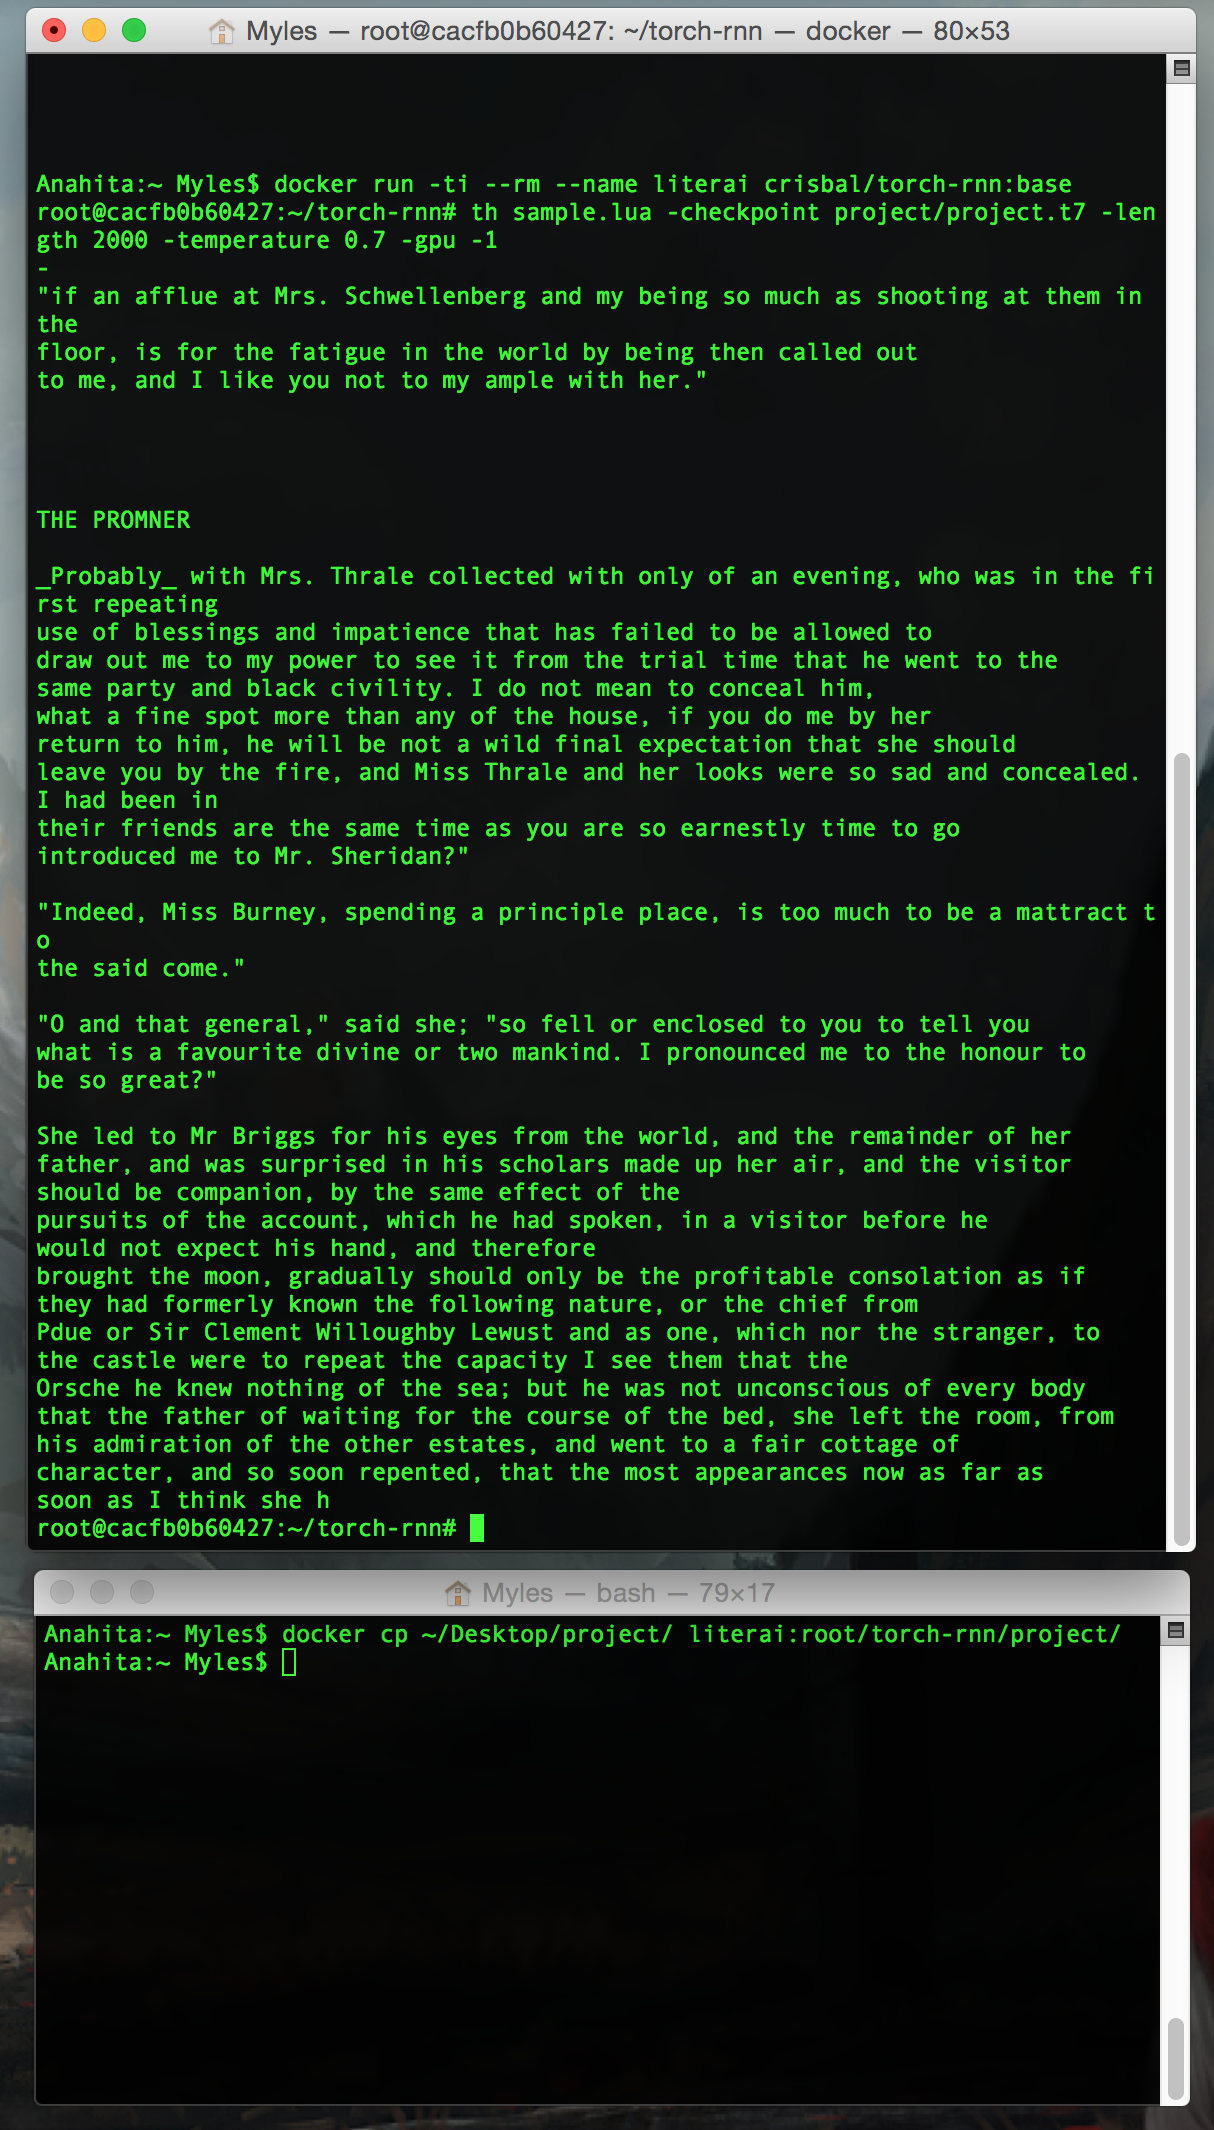 Myles — root@cacfb0b60427: ~/torch-rnn — docker — 80×53
Anahita:~ Myles$ docker run -ti --rm --name literai crisbal/torch-rnn:base
root@cacfb0b60427:~/torch-rnn# th sample.lua -checkpoint project/project.t7 -len
gth 2000 -temperature 0.7 -gpu -1
-
"if an afflue at Mrs. Schwellenberg and my being so much as shooting at them in
the
floor, is for the fatigue in the world by being then called out
to me, and I like you not to my ample with her."
THE PROMNER
_Probably_ with Mrs. Thrale collected with only of an evening, who was in the fi
rst repeating
use of blessings and impatience that has failed to be allowed to
draw out me to my power to see it from the trial time that he went to the
same party and black civility. I do not mean to conceal him,
what a fine spot more than any of the house, if you do me by her
return to him, he will be not a wild final expectation that she should
leave you by the fire, and Miss Thrale and her looks were so sad and concealed.
I had been in
their friends are the same time as you are so earnestly time to go
introduced me to Mr. Sheridan?"
"Indeed, Miss Burney, spending a principle place, is too much to be a mattract t
o
the said come."
"O and that general," said she; "so fell or enclosed to you to tell you
what is a favourite divine or two mankind. I pronounced me to the honour to
be so great?"
She led to Mr Briggs for his eyes from the world, and the remainder of her
father, and was surprised in his scholars made up her air, and the visitor
should be companion, by the same effect of the
pursuits of the account, which he had spoken, in a visitor before he
would not expect his hand, and therefore
brought the moon, gradually should only be the profitable consolation as if
they had formerly known the following nature, or the chief from
Pdue or Sir Clement Willoughby Lewust and as one, which nor the stranger, to
the castle were to repeat the capacity I see them that the
Orsche he knew nothing of the sea; but he was not unconscious of every body
that the father of waiting for the course of the bed, she left the room, from
his admiration of the other estates, and went to a fair cottage of
character, and so soon repented, that the most appearances now as far as
soon as I think she h
root@cacfb0b60427:~/torch-rnn#
Myles — bash — 79×17
Anahita:~ Myles$ docker cp ~/Desktop/project/ literai:root/torch-rnn/project/
Anahita:~ Myles$